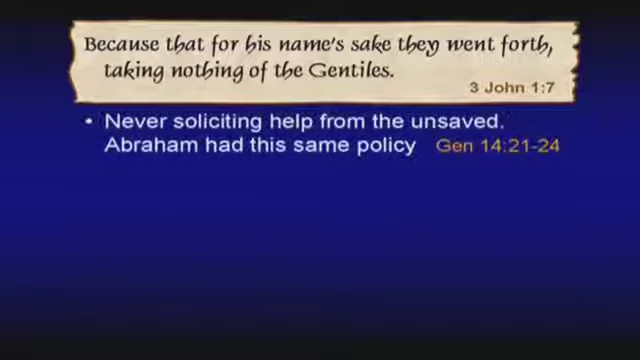 Because that for his name's sake they went forth,
taking nothing of the Gentiles.
3 John 1:7
• Never soliciting help from the unsaved.
Abraham had this same policy Gen 14:21-24